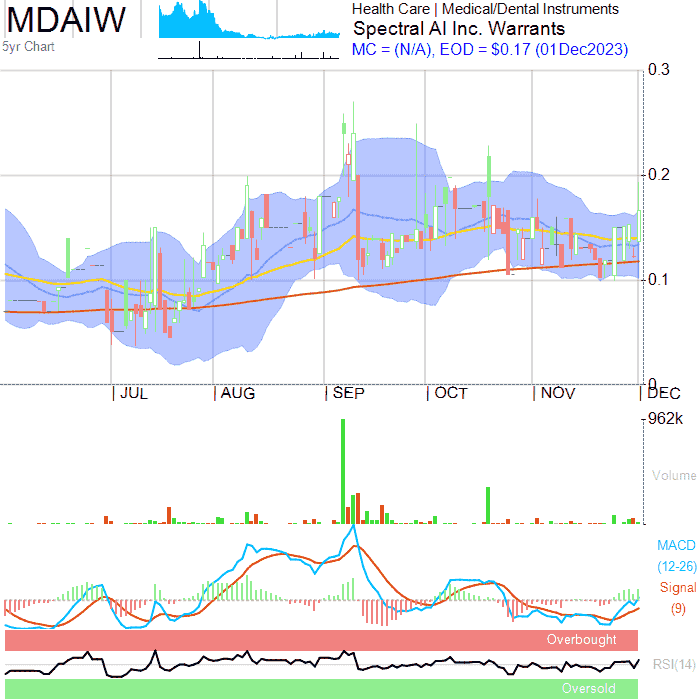 MDAIW
5yr Chart
Health Care | Medical/Dental Instruments
Spectral AI Inc. Warrants
MC = (N/A), EOD = $0.17 (01Dec2023)
0.3
0.2
0.1
0
JUL AUG SEP OCT NOV DEC
962k
Volume
MACD
(12-26)
Signal
(9)
Overbought
RSI(14)
Oversold